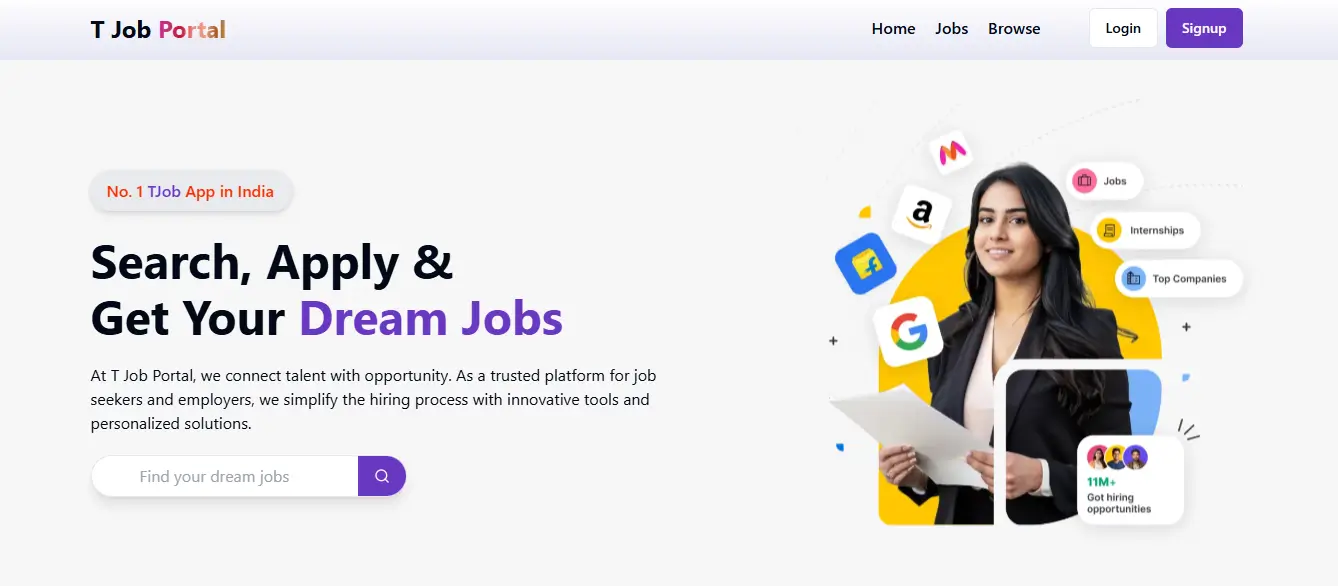 T Job Portal
Home
Jobs
Browse
Login
Signup
No. 1 TJob App in India
Search, Apply &
Get Your Dream Jobs
At T Job Portal, we connect talent with opportunity. As a trusted platform for job
seekers and employers, we simplify the hiring process with innovative tools and
personalized solutions.
Find your dream jobs
Jobs
Internships
Top Companies
11M+
Got hiring
opportunities